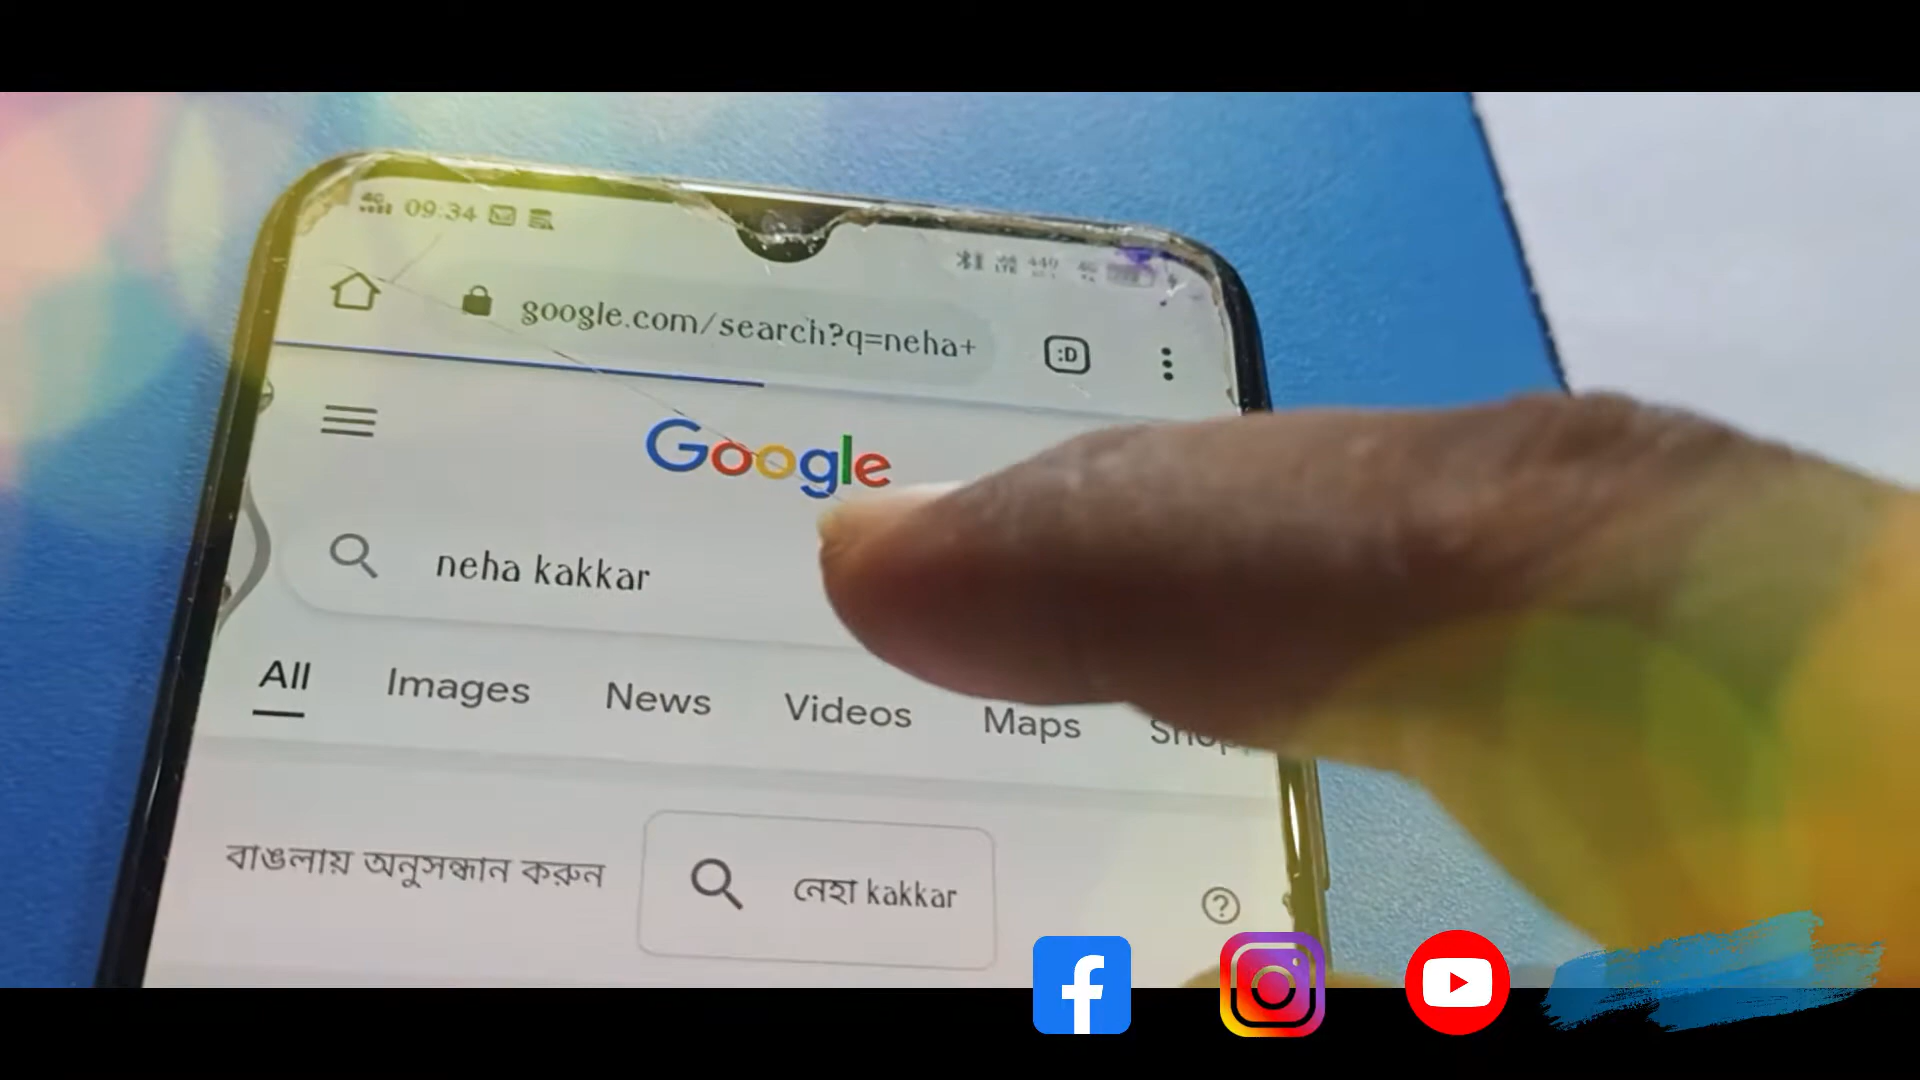 4G 09:34
google.com/search?q=neha+
:D
Google
neha kakkar
All Images News Videos Maps
বাঙলায় অনুসন্ধান করুন
নেহা kakkar
?